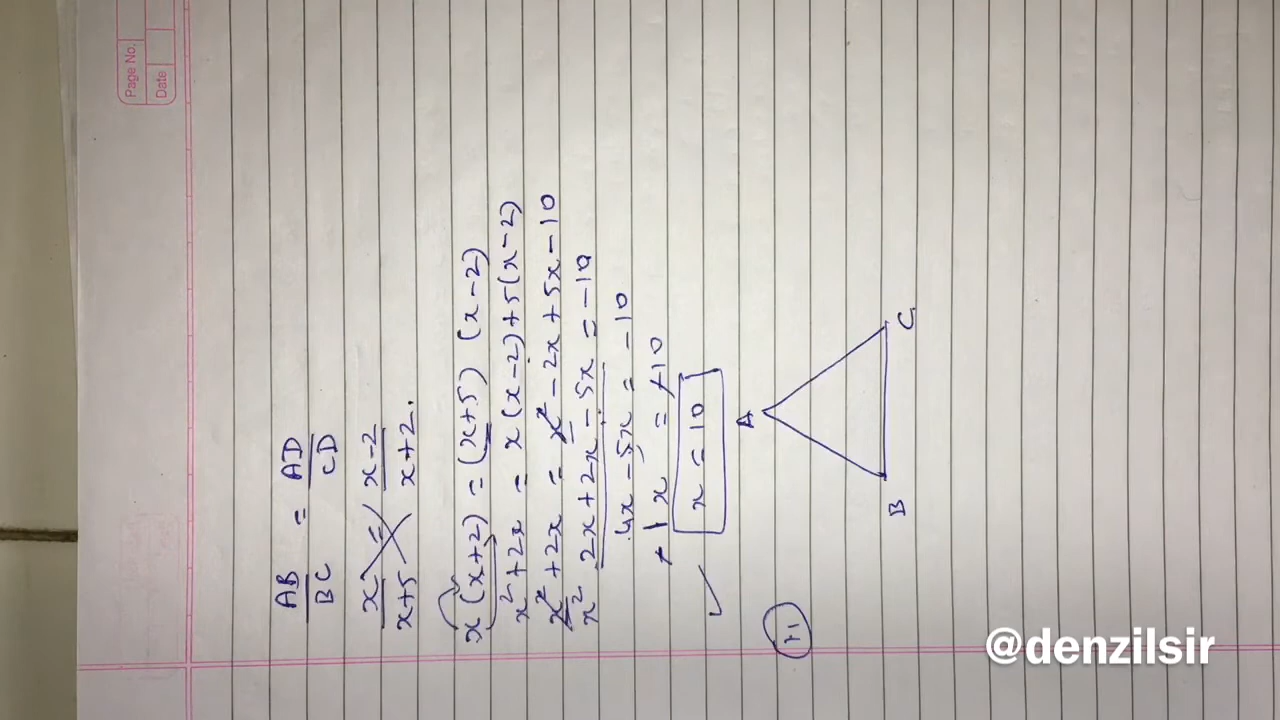 Page No.
Date
AB/BC = AD/CD
x/x+5 = x-2/x+2.
x(x+2) = (x+5) (x-2)
x²+2x = x(x-2)+5(x-2)
x²+2x = x²-2x+5x-10
x² 2x+2x-5x = -10
4x-5x = -10
+1x = +10
x = 10
11
A
B
C
@denzilsir